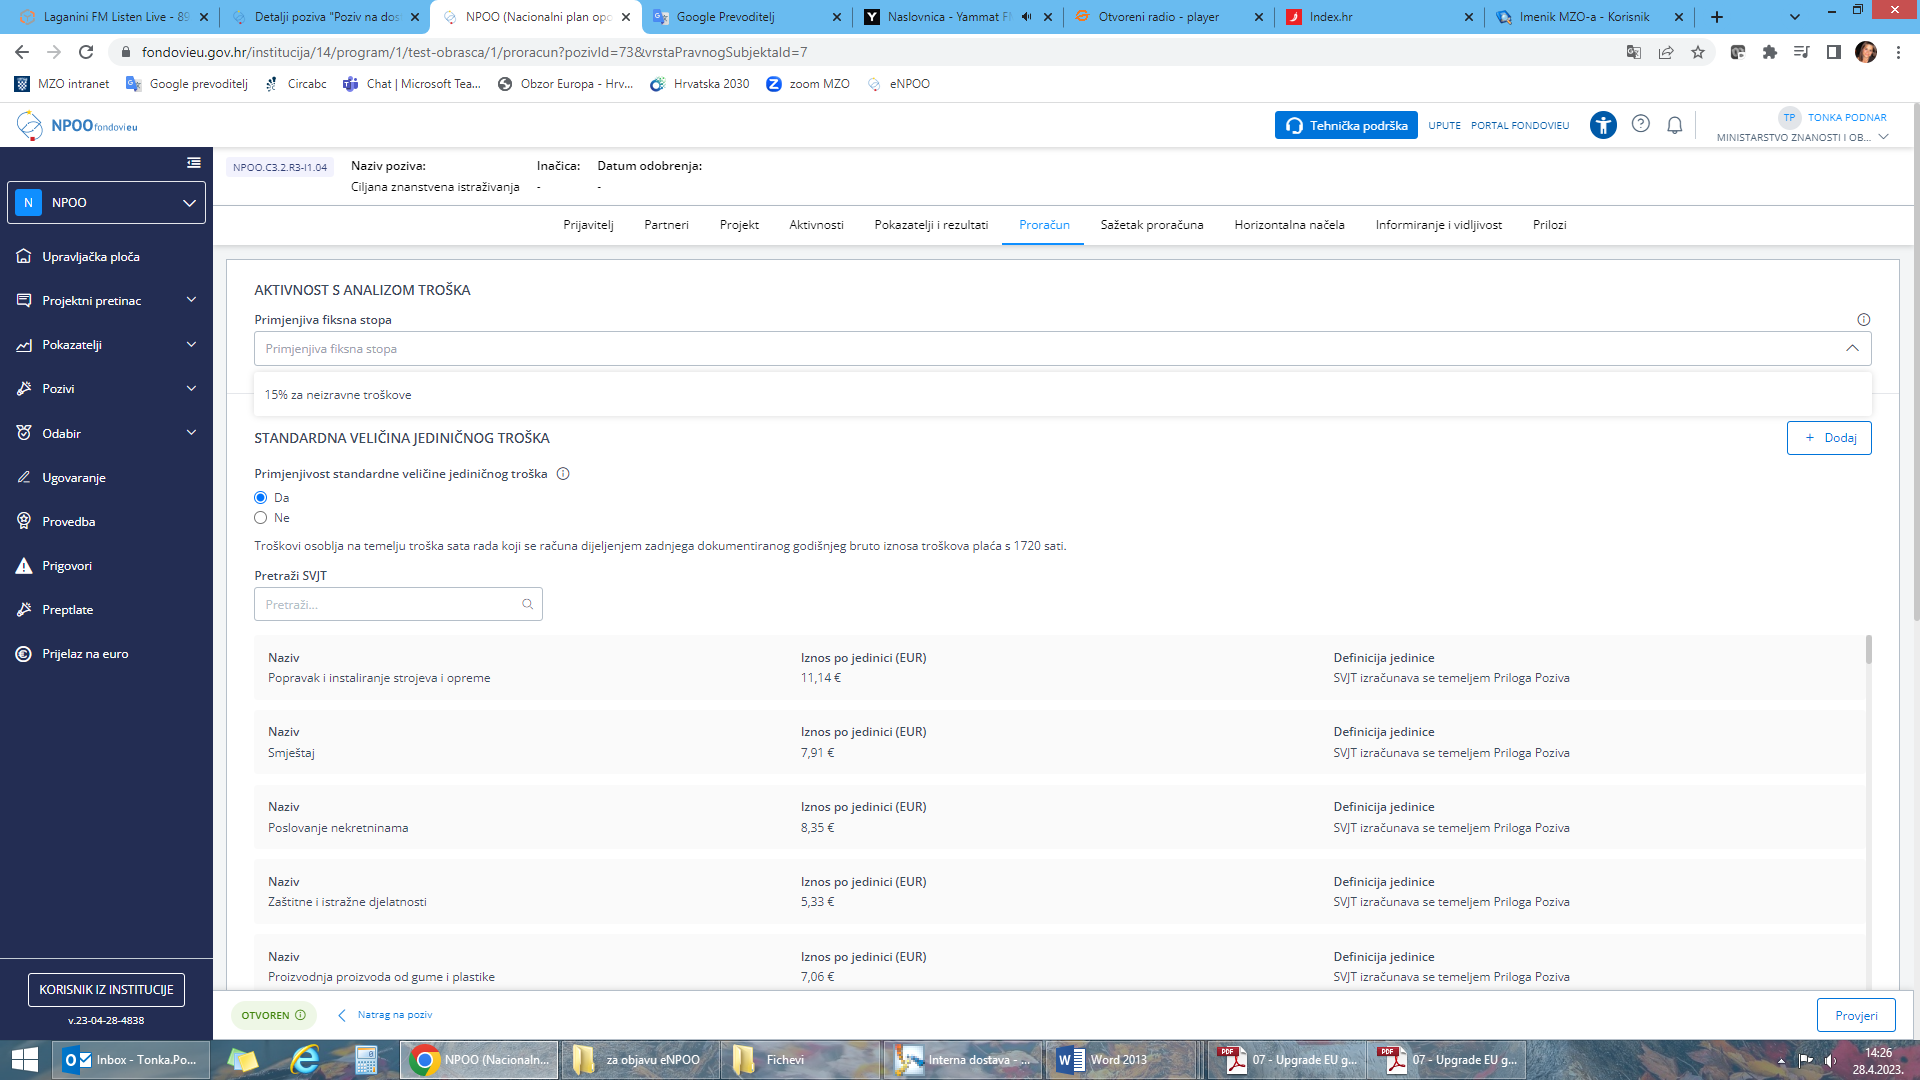 Laganini FM Listen Live - 89
Detalji poziva "Poziv na dos
NPOO (Nacionalni plan opo
Google Prevoditelj
Naslovnica - Yammat F
Otvoreni radio - player
Index.hr
Imenik MZO-a - Korisnik
fondovieu.gov.hr/institucija/14/program/1/test-obrasca/1/proracun?pozivId=73&vrstaPravnogSubjektaId=7
MZO intranet
Google prevoditelj
Circabc
Chat | Microsoft Tea...
Obzor Europa - Hrv...
Hrvatska 2030
zoom MZO
eNPOO
NPOO fondovieu
Tehnička podrška
UPUTE
PORTAL FONDOVIEU
TP
TONKA PODNAR
MINISTARSTVO ZNANOSTI I OB...
N
NPOO
Upravljačka ploča
Projektni pretinac
Pokazatelji
Pozivi
Odabir
Ugovaranje
Provedba
Prigovori
Pretplate
Prijelaz na euro
KORISNIK IZ INSTITUCIJE
v.23-04-28-4838
NPOO.C3.2.R3-I1.04
Naziv poziva:
Ciljana znanstvena istraživanja
Inačica:
-
Datum odobrenja:
-
Prijavitelj
Partneri
Projekt
Aktivnosti
Pokazatelji i rezultati
Proračun
Sažetak proračuna
Horizontalna načela
Informiranje i vidljivost
Prilozi
AKTIVNOST S ANALIZOM TROŠKA
Primjenjiva fiksna stopa
Primjenjiva fiksna stopa
15% za neizravne troškove
STANDARDNA VELIČINA JEDINIČNOG TROŠKA
+ Dodaj
Primjenjivost standardne veličine jediničnog troška
Da
Ne
Troškovi osoblja na temelju troška sata rada koji se računa dijeljenjem zadnjega dokumentiranog godišnjeg bruto iznosa troškova plaća s 1720 sati.
Pretraži SVJT
Pretraži...
Naziv
Iznos po jedinici (EUR)
Definicija jedinice
Popravak i instaliranje strojeva i opreme
11,14 €
SVJT izračunava se temeljem Priloga Poziva
Naziv
Iznos po jedinici (EUR)
Definicija jedinice
Smještaj
7,91 €
SVJT izračunava se temeljem Priloga Poziva
Naziv
Iznos po jedinici (EUR)
Definicija jedinice
Poslovanje nekretninama
8,35 €
SVJT izračunava se temeljem Priloga Poziva
Naziv
Iznos po jedinici (EUR)
Definicija jedinice
Zaštitne i istražne djelatnosti
5,33 €
SVJT izračunava se temeljem Priloga Poziva
Naziv
Iznos po jedinici (EUR)
Definicija jedinice
Proizvodnja proizvoda od gume i plastike
7,06 €
SVJT izračunava se temeljem Priloga Poziva
OTVOREN
Natrag na poziv
Provjeri
Inbox - Tonka.Po...
NPOO (Nacionaln...
za objavu eNPOO
Fichevi
Interna dostava - ...
Word 2013
07 - Upgrade EU g...
07 - Upgrade EU g...
14:26
28.4.2023.